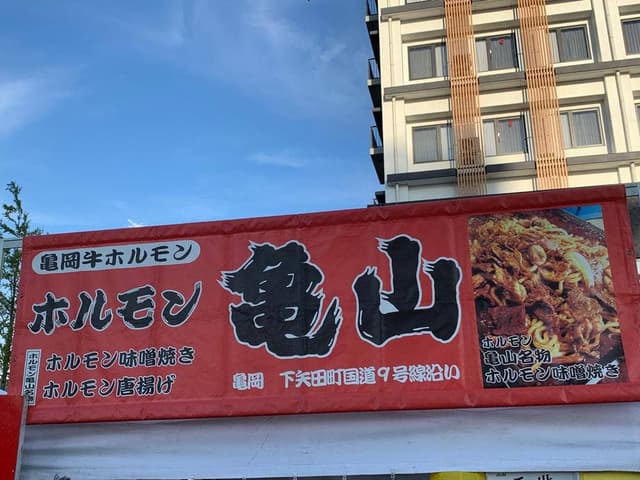 亀岡牛ホルモン
ホルモン
亀山
ホルモン味噌焼き
ホルモン唐揚げ
亀岡 下矢田町国道9号線沿い
ホルモン
亀山名物
ホルモン味噌焼き